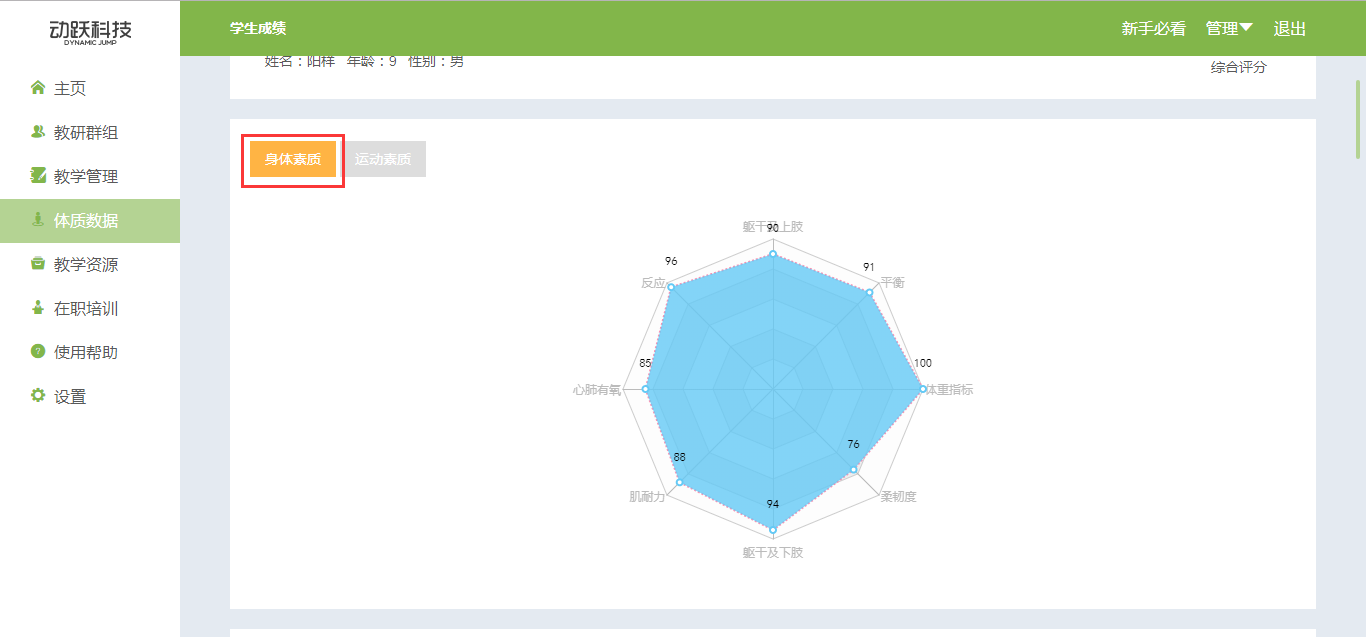 动跃科技
DYNAMIC JUMP
主页
教研群组
教学管理
体质数据
教学资源
在职培训
使用帮助
设置
学生成绩
新手必看 管理 退出
姓名：阳样 年龄：9 性别：男
综合评分
身体素质 运动素质
躯干及上肢
90
96
反应
91
平衡
85
心肺有氧
100
体重指标
88
肌耐力
76
柔韧度
94
躯干及下肢